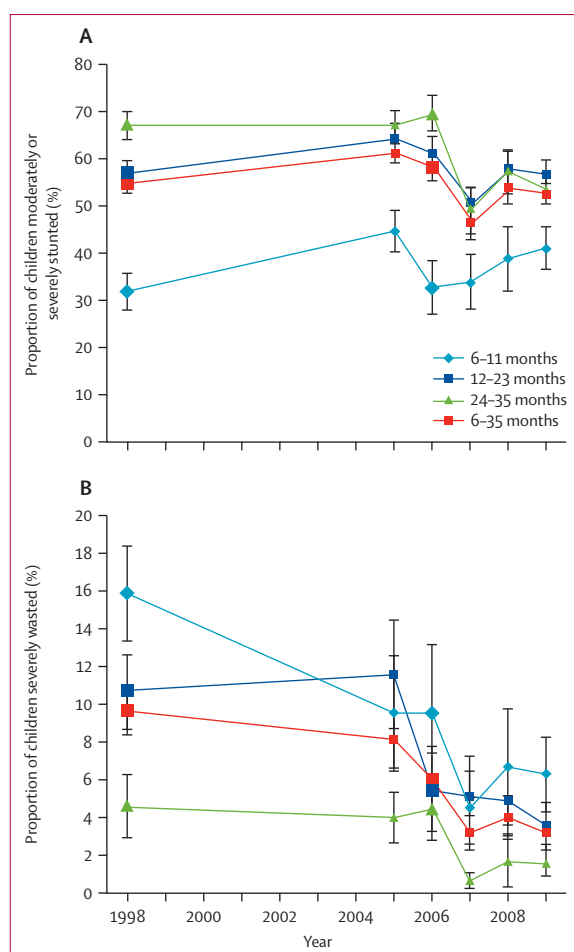 A
Proportion of children moderately or
severely stunted (%)
80
70
60
50
40
30
20
10
0
6–11 months
12–23 months
24–35 months
6–35 months
B
Proportion of children severely wasted (%)
20
18
16
14
12
10
8
6
4
2
0
1998
2000
2002
2004
2006
2008
Year